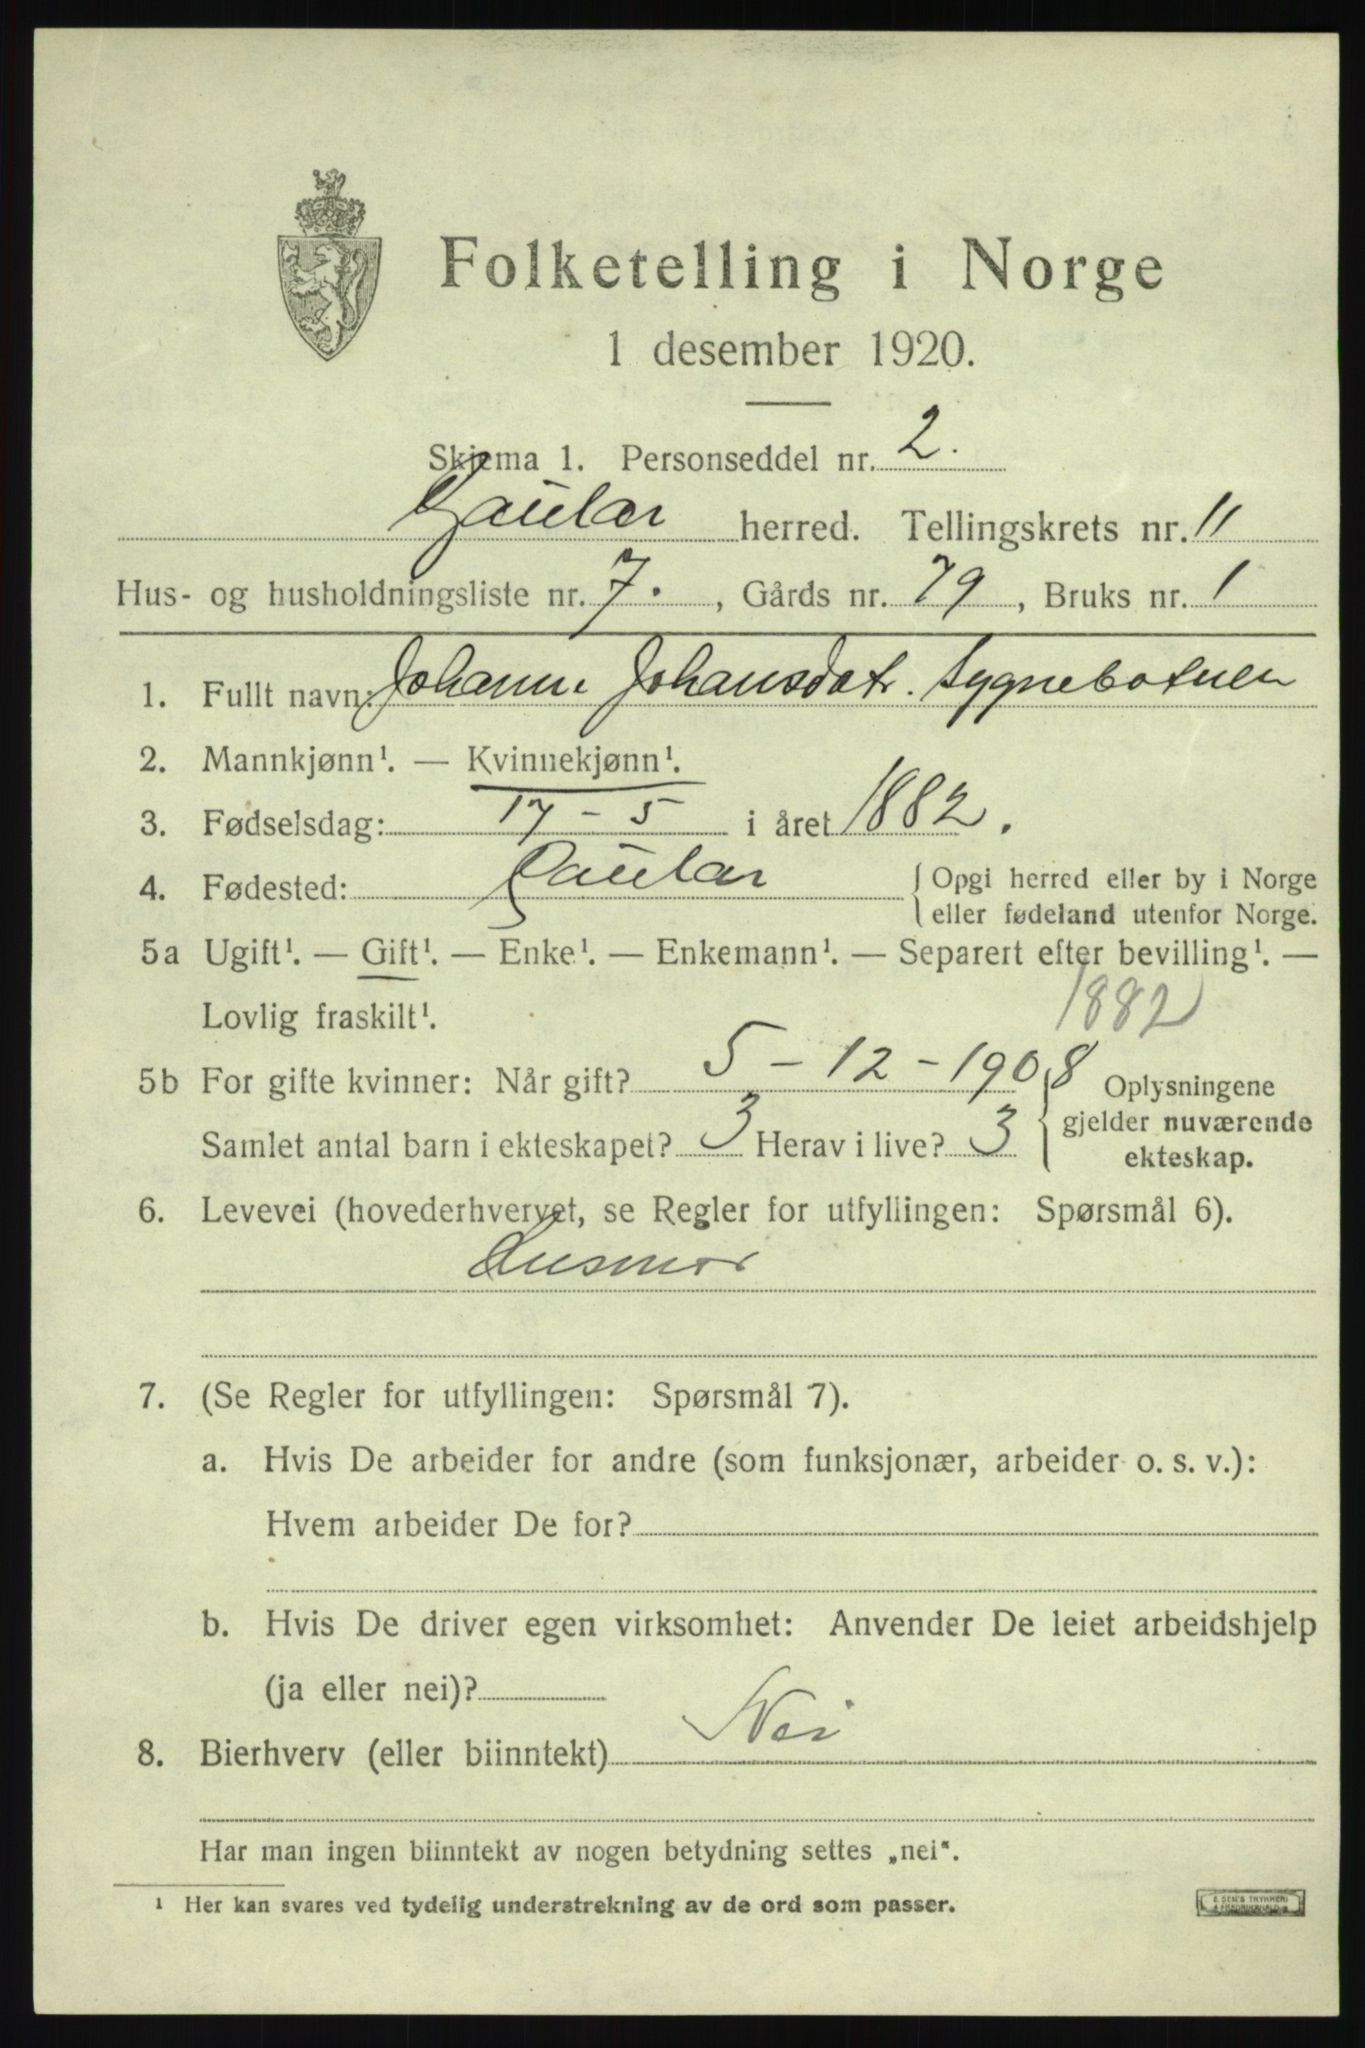 Folketelling i Norge
1 desember 1920.
Skjema 1. Personseddel nr. 2.
Gaular herred. Tellingskrets nr. 11
Hus- og husholdningsliste nr. 7. , Gårds nr. 79 , Bruks nr. 1
1. Fullt navn: Johanne Johansdatr. Sygnebotnen
2. Mannkjønn¹. — Kvinnekjønn¹.
3. Fødselsdag: 17 - 5 i året 1882.
4. Fødested: Gaular { Opgi herred eller by i Norge
eller fødeland utenfor Norge.
5a Ugift¹. — Gift¹. — Enke¹. — Enkemann¹. — Separert efter bevilling¹. —
Lovlig fraskilt¹. 1882
5b For gifte kvinner: Når gift? 5 - 12 - 1908 { Oplysningene
gjelder nuværende
Samlet antal barn i ekteskapet? 3 Herav i live? 3
ekteskap.
6. Levevei (hovederhvervet, se Regler for utfyllingen: Spørsmål 6).
Husmor
7. (Se Regler for utfyllingen: Spørsmål 7).
a. Hvis De arbeider for andre (som funksjonær, arbeider o. s. v.):
Hvem arbeider De for?
b. Hvis De driver egen virksomhet: Anvender De leiet arbeidshjelp
(ja eller nei)?
8. Bierhverv (eller biinntekt) Nei
Har man ingen biinntekt av nogen betydning settes „nei“.
¹ Her kan svares ved tydelig understrekning av de ord som passer.